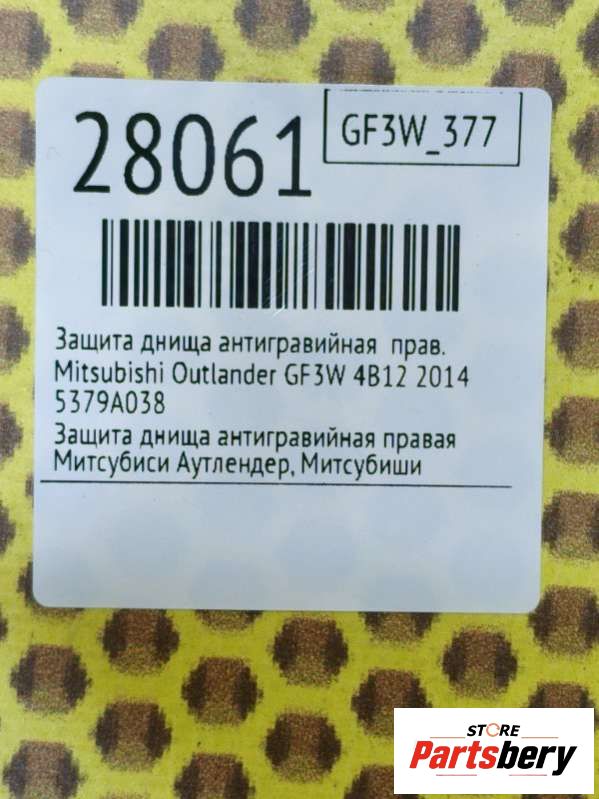 28061
GF3W_377
Защита днища антигравийная прав.
Mitsubishi Outlander GF3W 4B12 2014
5379A038
Защита днища антигравийная правая
Митсубиси Аутлендер, Митсубиши
STORE
Partsbery